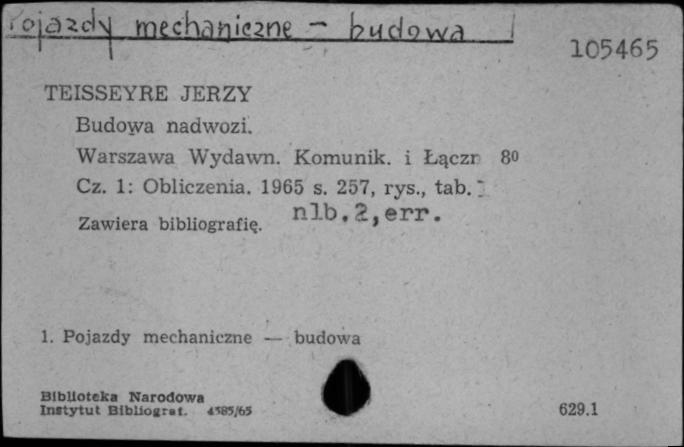 Pojazdy mechaniczne - budowa
105465
TEISSEYRE JERZY
Budowa nadwozi.
Warszawa Wydawn. Komunik. i Łączn 8º
Cz. 1: Obliczenia. 1965 s. 257, rys., tab.
nlb.2,err.
Zawiera bibliografię.
1. Pojazdy mechaniczne — budowa
Biblioteka Narodowa
Instytut Bibliograf. 4585/65
629.1